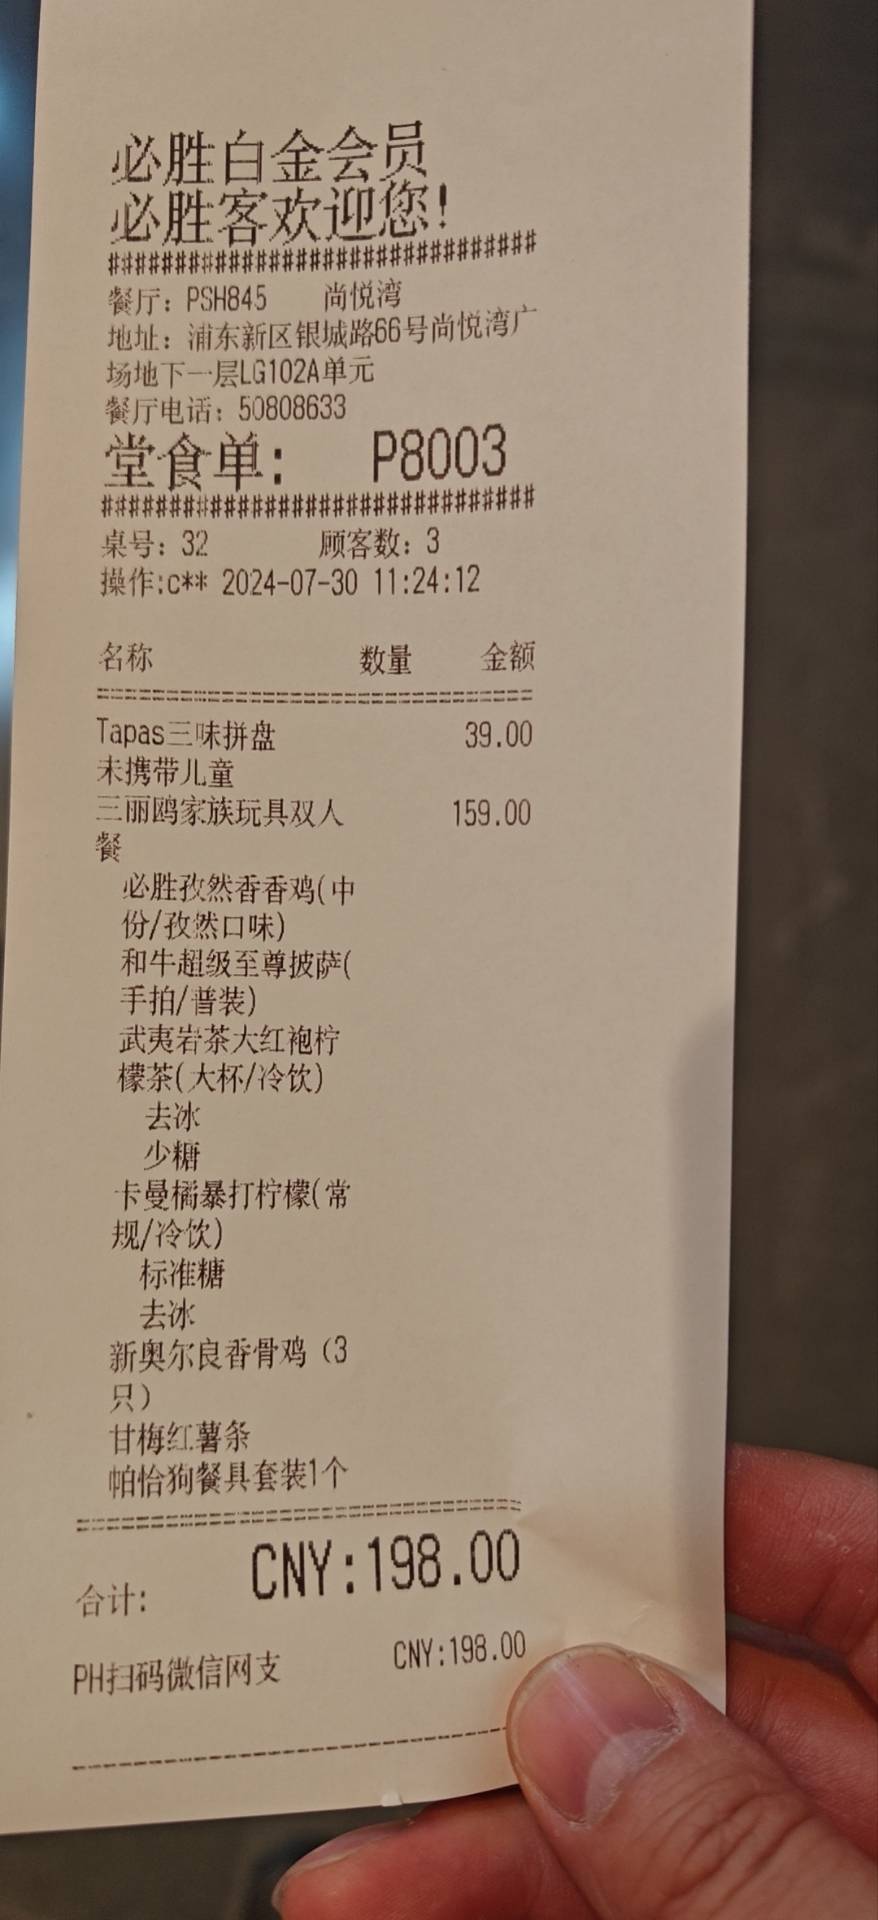 必胜白金会员
必胜客欢迎您!
################################
餐厅: PSH845 尚悦湾
地址: 浦东新区银城路66号尚悦湾广
场地下一层LG102A单元
餐厅电话: 50808633
堂食单: P8003
################################
桌号: 32 顾客数: 3
操作:c** 2024-07-30 11:24:12
名称 数量 金额
================================
Tapas三味拼盘 39.00
未携带儿童
三丽鸥家族玩具双人 159.00
餐
必胜孜然香香鸡(中
份/孜然口味)
和牛超级至尊披萨(
手拍/普装)
武夷岩茶大红袍柠
檬茶(大杯/冷饮)
去冰
少糖
卡曼橘暴打柠檬(常
规/冷饮)
标准糖
去冰
新奥尔良香骨鸡（3
只）
甘梅红薯条
帕恰狗餐具套装1个
================================
合计: CNY:198.00
PH扫码微信网支 CNY:198.00
--------------------------------